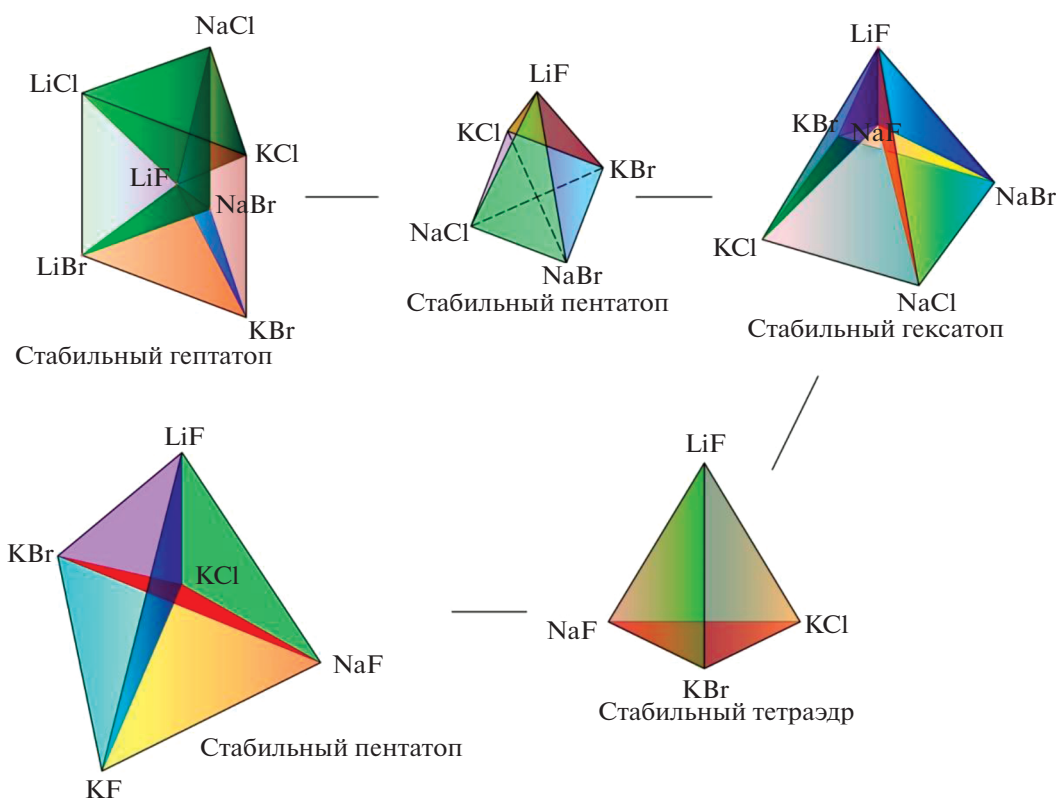 NaCl
LiCl
KCl
LiF
NaBr
LiBr
KBr
Стабильный гептатоп
LiF
KCl
KBr
NaCl
NaBr
Стабильный пентатоп
LiF
KBr
NaF
NaBr
KCl
NaCl
Стабильный гексатоп
LiF
KBr
KCl
NaF
Стабильный пентатоп
KF
LiF
NaF
KCl
KBr
Стабильный тетраэдр